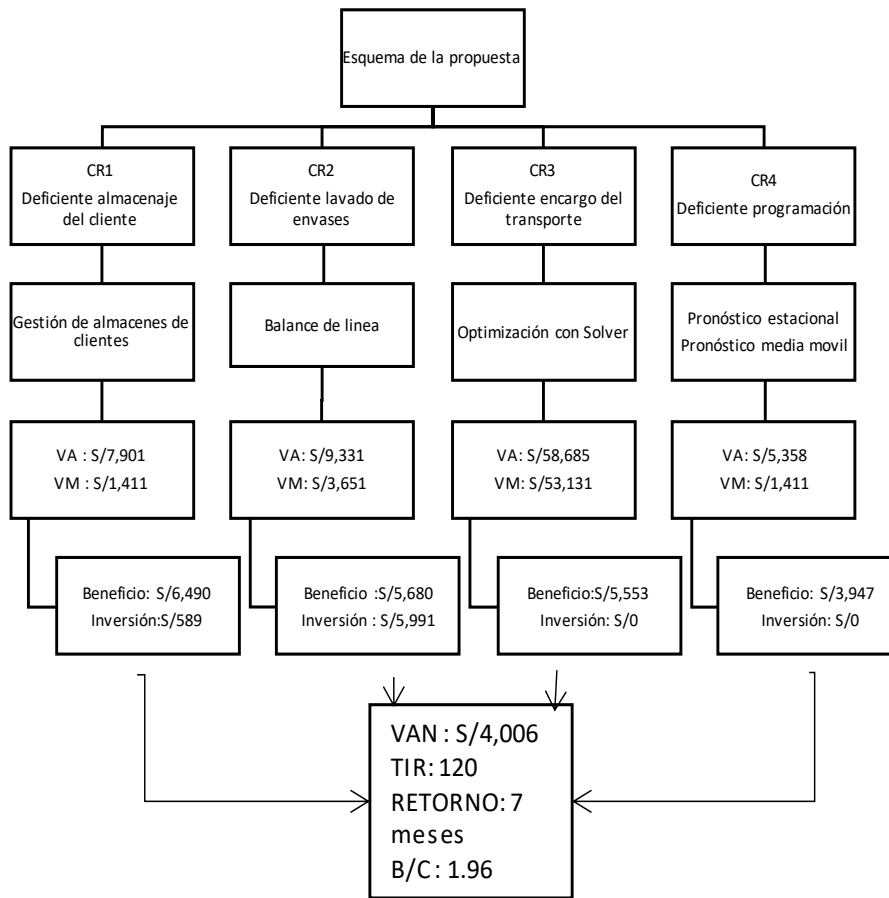 Esquema de la propuesta
CR1
Deficiente almacenaje
del cliente
CR2
Deficiente lavado de
envases
CR3
Deficiente encargo del
transporte
CR4
Deficiente programación
Gestión de almacenes de
clientes
Balance de linea
Optimización con Solver
Pronóstico estacional
Pronóstico media movil
VA : S/7,901
VM : S/1,411
VA: S/9,331
VM: S/3,651
VA: S/58,685
VM: S/53,131
VA: S/5,358
VM: S/1,411
Beneficio: S/6,490
Inversión:S/589
Beneficio :S/5,680
Inversión : S/5,991
Beneficio:S/5,553
Inversión: S/0
Beneficio: S/3,947
Inversión: S/0
VAN : S/4,006
TIR: 120
RETORNO: 7
meses
B/C : 1.96